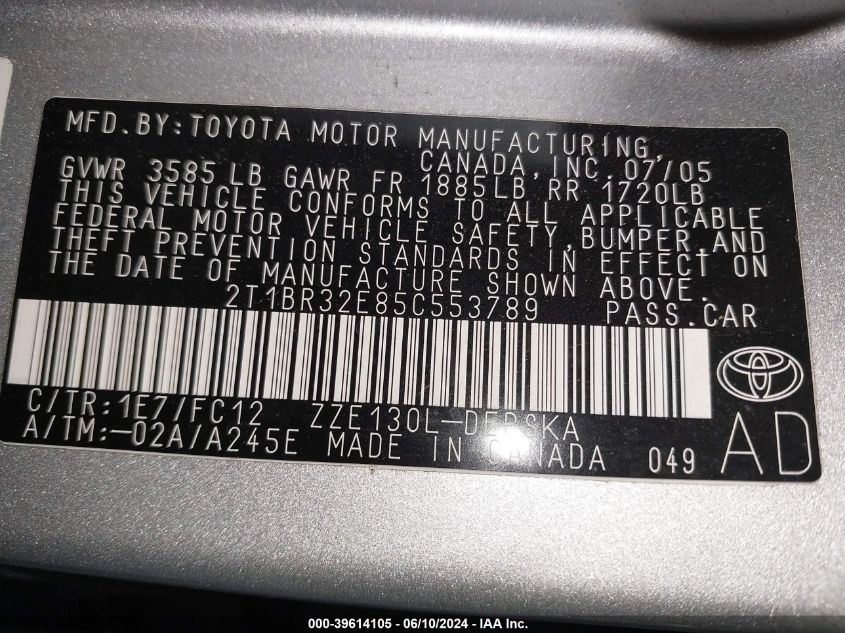 MFD.BY:TOYOTA MOTOR MANUFACTURING,
CANADA,INC. 07/05
GVWR 3585 LB GAWR FR 1885LB RR 1720LB
THIS VEHICLE CONFORMS TO ALL APPLICABLE
FEDERAL MOTOR VEHICLE SAFETY,BUMPER,AND
THEFT PREVENTION STANDARDS IN EFFECT ON
THE DATE OF MANUFACTURE SHOWN ABOVE.
2T1BR32E85C553789 PASS.CAR
C/TR:1E7/FC12 ZZE130L-DEPSKA
A/TM:-02A/A245E MADE IN CANADA 049 AD
000-39614105 - 06/10/2024 - IAA Inc.